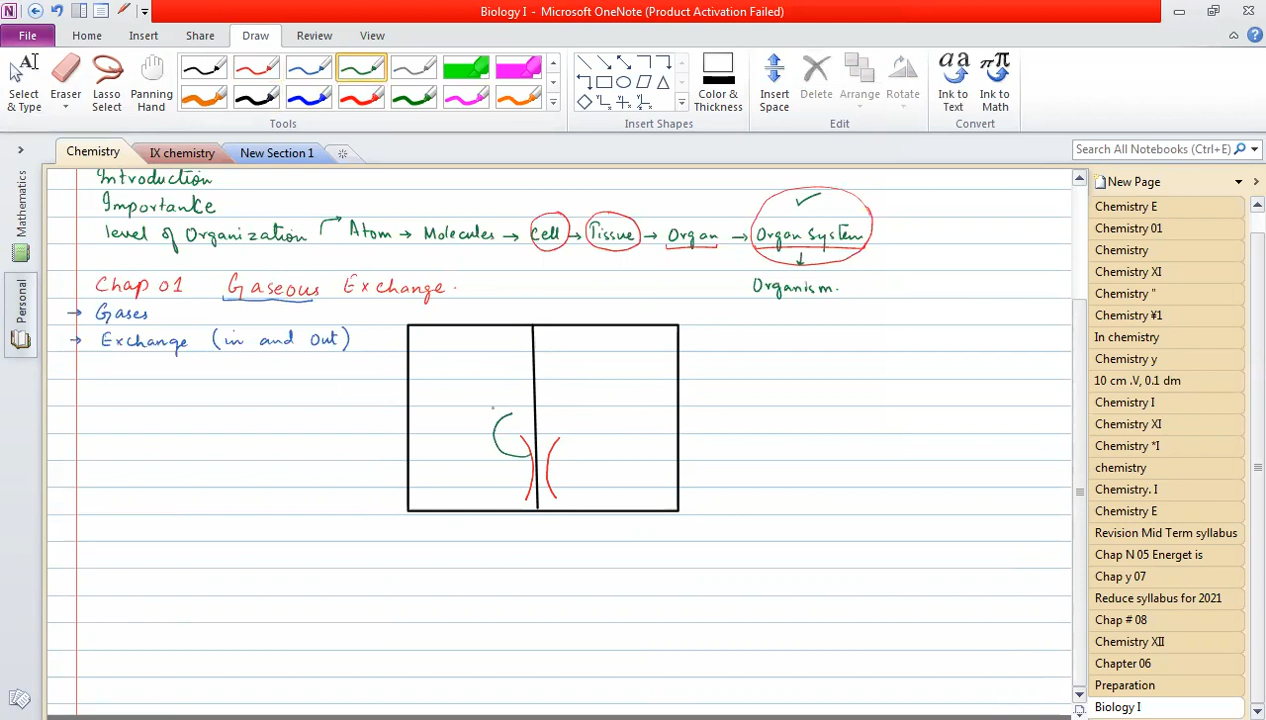 Biology I - Microsoft OneNote (Product Activation Failed)
File Home Insert Share Draw Review View
Select & Type
Eraser
Lasso Select
Panning Hand
Color & Thickness
Insert Space
Delete
Arrange
Rotate
Ink to Text
Ink to Math
Tools
Insert Shapes
Edit
Convert
Chemistry IX chemistry New Section 1
Search All Notebooks (Ctrl+E)
Mathematics
Personal
Introduction
Importance
level of Organization → Atom → Molecules → Cell → Tissue → Organ → Organ System
↓
Organism.
Chap 01 Gaseous Exchange.
→ Gases
→ Exchange (in and Out)
New Page
Chemistry E
Chemistry 01
Chemistry
Chemistry XI
Chemistry "
Chemistry ¥1
In chemistry
Chemistry y
10 cm .V, 0.1 dm
Chemistry I
Chemistry XI
Chemistry *I
chemistry
Chemistry. I
Chemistry E
Revision Mid Term syllabus
Chap N 05 Energet is
Chap y 07
Reduce syllabus for 2021
Chap # 08
Chemistry XII
Chapter 06
Preparation
Biology I